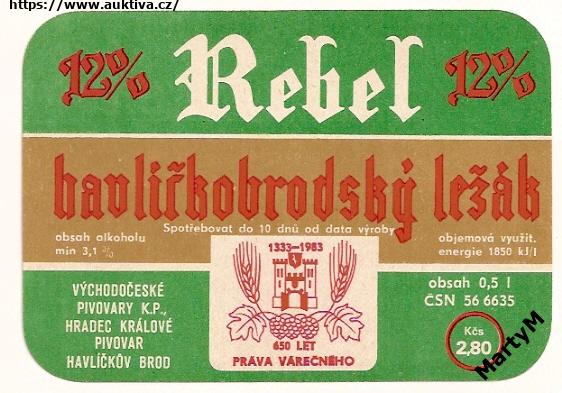 https://www.auktiva.cz/
12%
Rebel
12%
havlíčkobrodský ležák
Spotřebovat do 10 dnů od data výroby
obsah alkoholu
min 3,1 %
objemová využit.
energie 1850 kJ/l
1333–1983
650 LET
PRÁVA VÁREČNÉHO
VÝCHODOČESKÉ
PIVOVARY K.P.,
HRADEC KRÁLOVÉ
PIVOVAR
HAVLÍČKŮV BROD
obsah 0,5 l
ČSN 56 6635
Kčs
2,80
MartyM